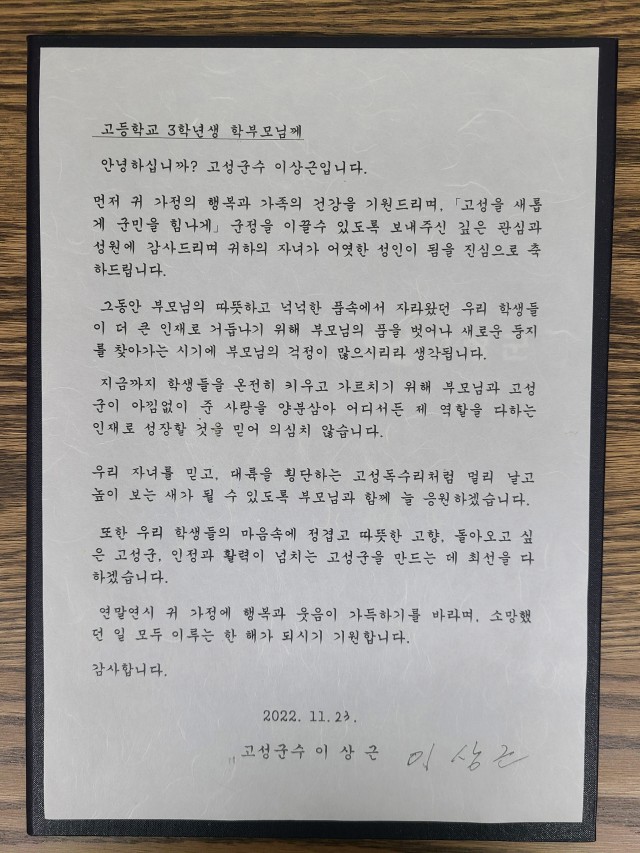 고등학교 3학년생 학부모님께
안녕하십니까? 고성군수 이상근입니다.
먼저 귀 가정의 행복과 가족의 건강을 기원드리며, 「고성을 새롭
게 군민을 힘나게」 군정을 이끌수 있도록 보내주신 깊은 관심과
성원에 감사드리며 귀하의 자녀가 어엿한 성인이 됨을 진심으로 축
하드립니다.
그동안 부모님의 따뜻하고 넉넉한 품속에서 자라왔던 우리 학생들
이 더 큰 인재로 거듭나기 위해 부모님의 품을 벗어나 새로운 둥지
를 찾아가는 시기에 부모님의 걱정이 많으시리라 생각됩니다.
지금까지 학생들을 온전히 키우고 가르치기 위해 부모님과 고성
군이 아낌없이 준 사랑을 양분삼아 어디서든 제 역할을 다하는
인재로 성장할 것을 믿어 의심치 않습니다.
우리 자녀를 믿고, 대륙을 횡단하는 고성독수리처럼 멀리 날고
높이 보는 새가 될 수 있도록 부모님과 함께 늘 응원하겠습니다.
또한 우리 학생들의 마음속에 정겹고 따뜻한 고향, 돌아오고 싶
은 고성군, 인정과 활력이 넘치는 고성군을 만드는 데 최선을 다
하겠습니다.
연말연시 귀 가정에 행복과 웃음이 가득하기를 바라며, 소망했
던 일 모두 이루는 한 해가 되시기 기원합니다.
감사합니다.
2022. 11. 23.
고성군수 이 상 근 이 상 근